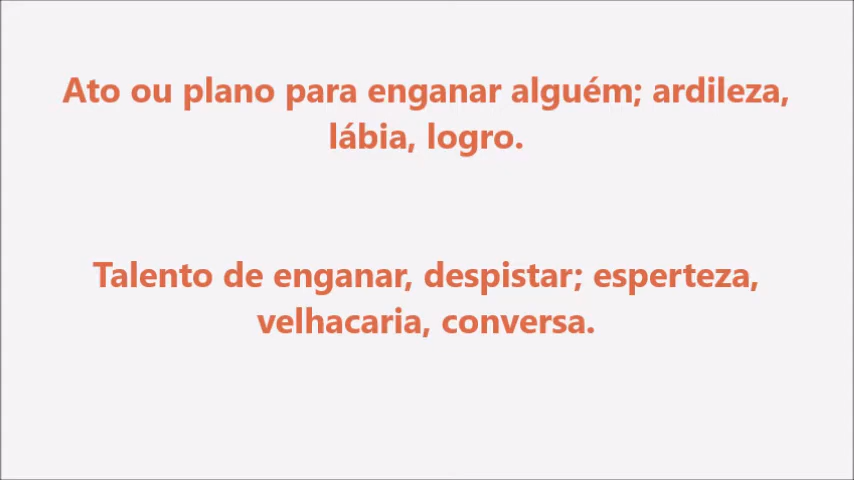 Ato ou plano para enganar alguém; ardileza,
lábia, logro.
Talento de enganar, despistar; esperteza,
velhacaria, conversa.